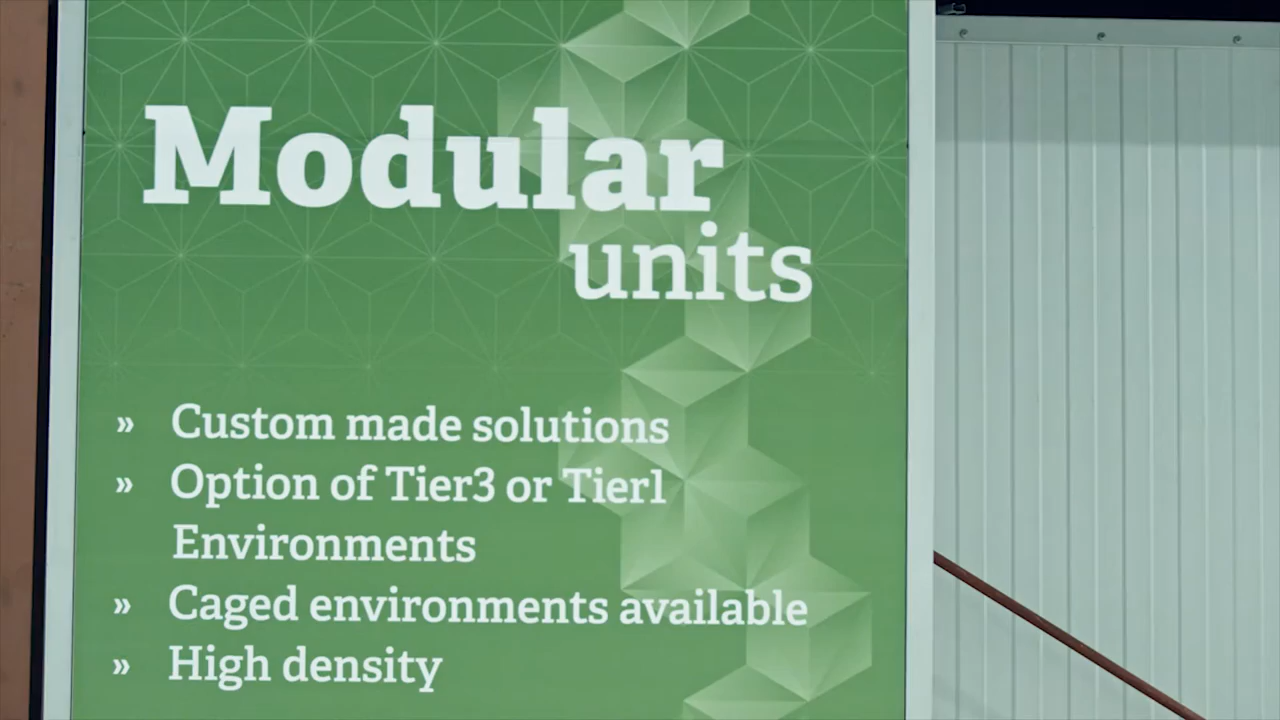 Modular
units
» Custom made solutions
» Option of Tier3 or Tier1
Environments
» Caged environments available
» High density